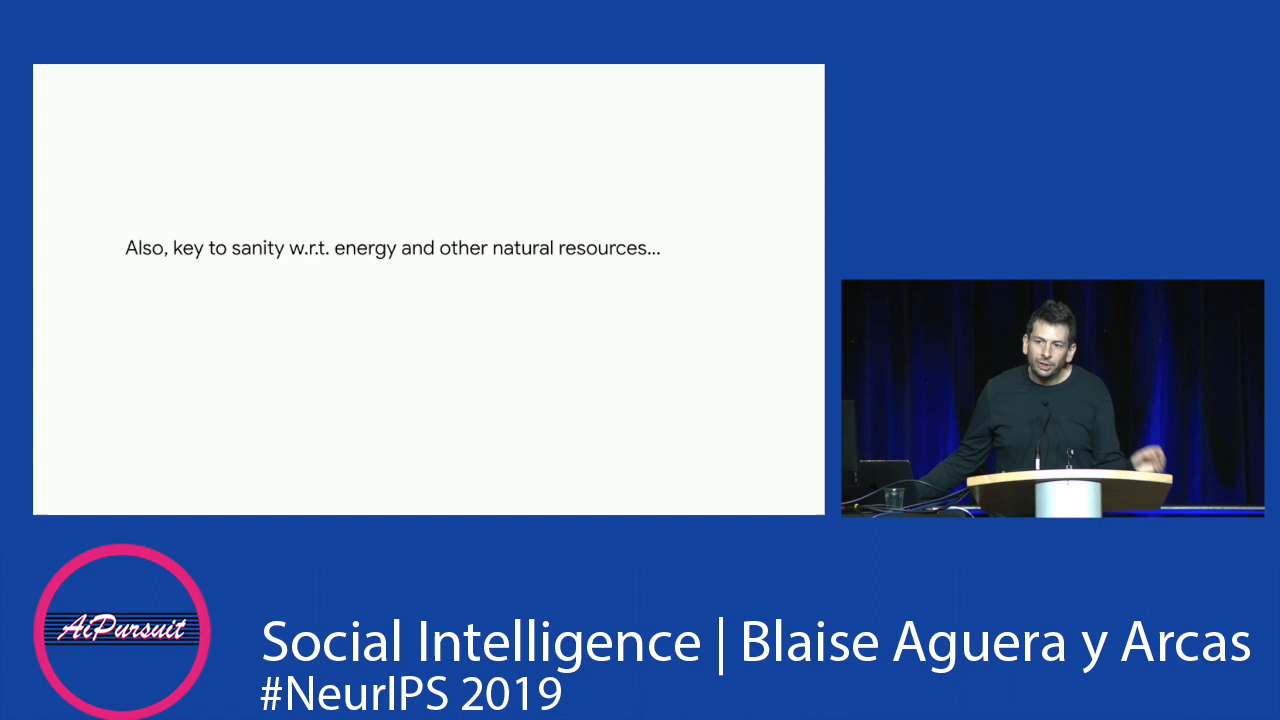 Also, key to sanity w.r.t. energy and other natural resources...
AiPursuit
Social Intelligence | Blaise Aguera y Arcas
#NeurIPS 2019